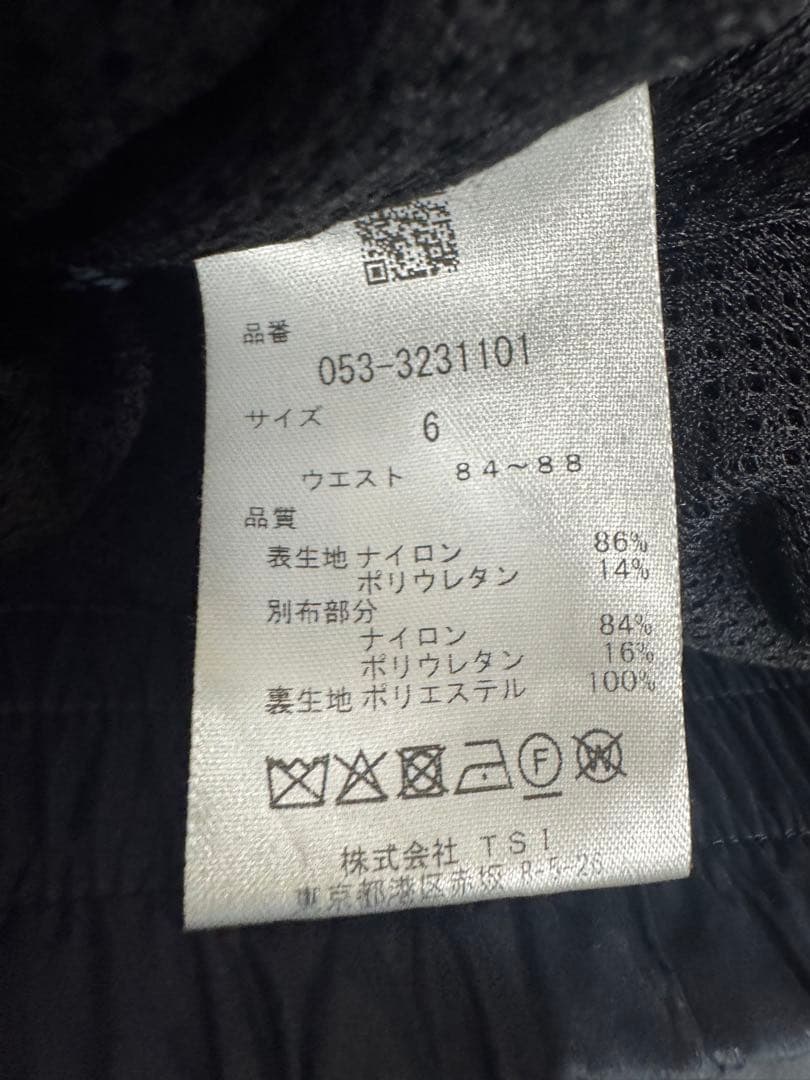 品番
053-3231101
サイズ 6
ウエスト 84~88
品質
表生地 ナイロン 86%
ポリウレタン 14%
別布部分
ナイロン 84%
ポリウレタン 16%
裏生地 ポリエステル 100%
F W
株式会社 TSI
東京都港区赤坂 8-5-26